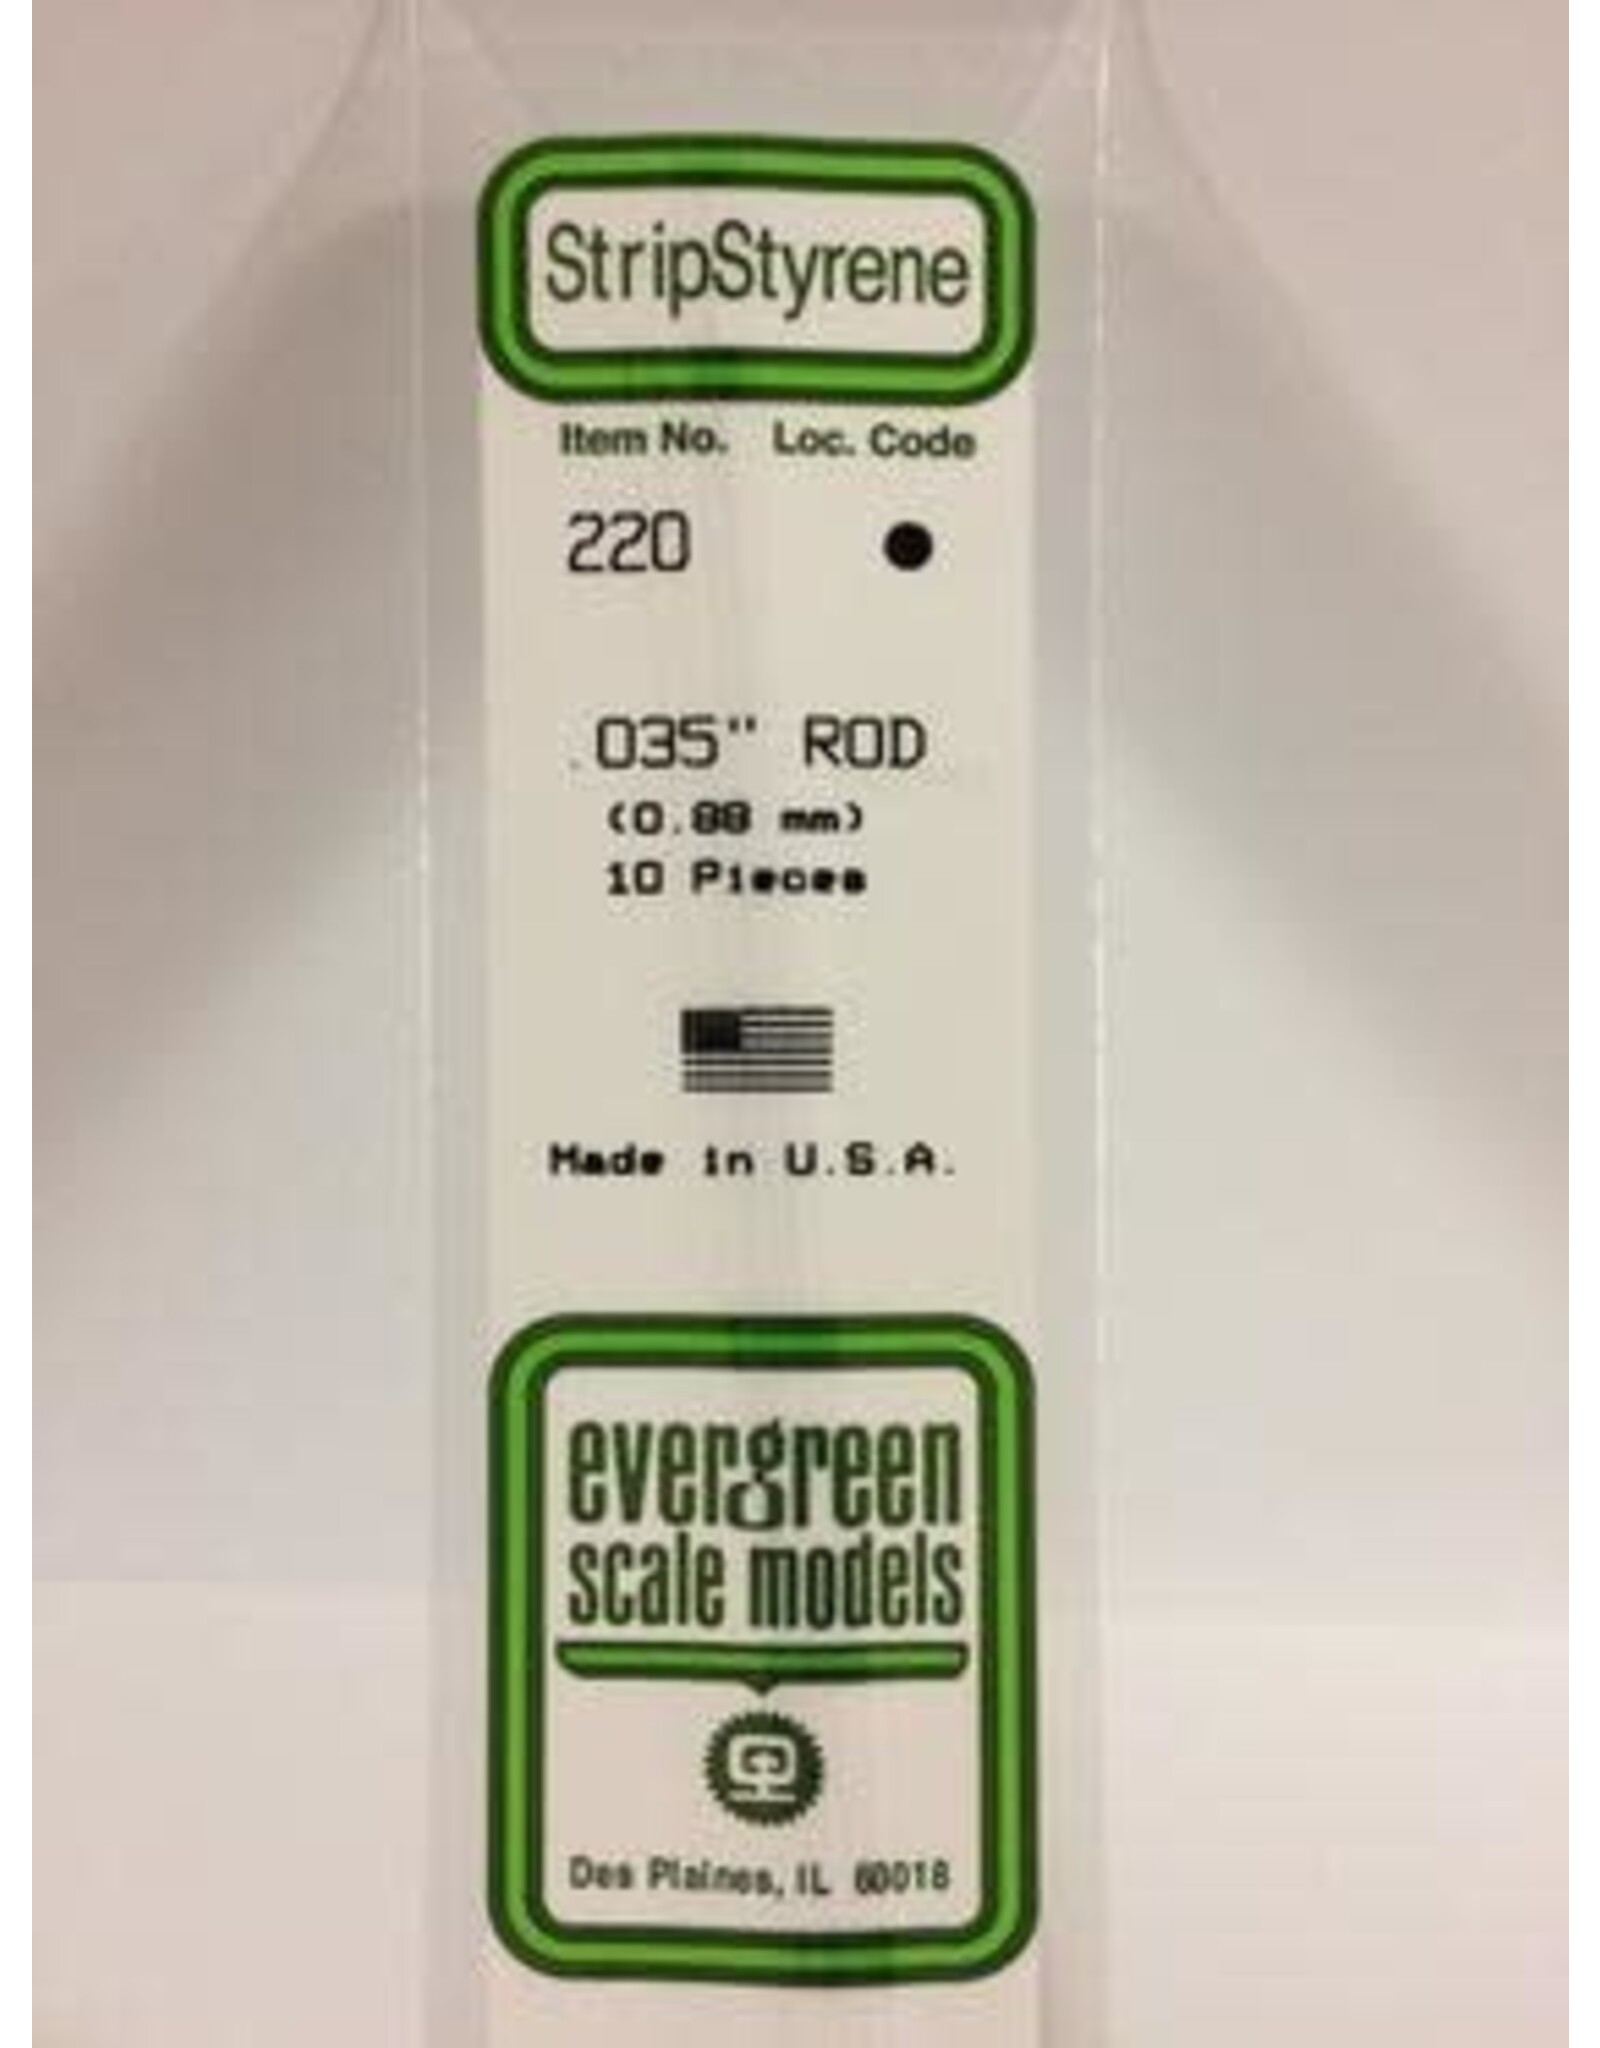 StripStyrene
Item No. Loc. Code
220
.035" ROD
(0.88 mm)
10 Pieces
Made in U.S.A.
evergreen
scale models
Des Plaines, IL 60018